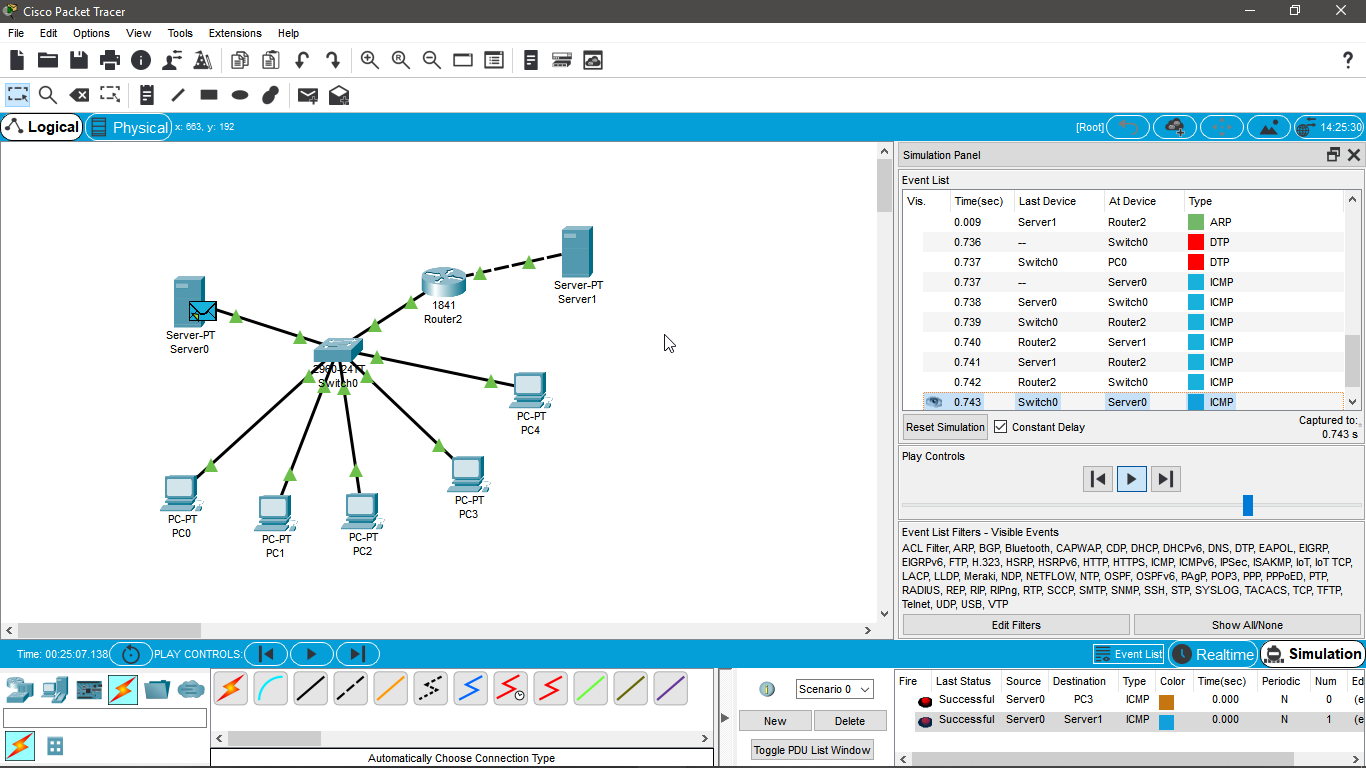 Cisco Packet Tracer
File Edit Options View Tools Extensions Help
?
Logical
Physical
x: 663, y: 192
[Root]
14:25:30
Server-PT
Server0
1841
Router2
Server-PT
Server1
2960-24TT
Switch0
PC-PT
PC4
PC-PT
PC3
PC-PT
PC0
PC-PT
PC1
PC-PT
PC2
Simulation Panel
Event List
Vis. Time(sec) Last Device At Device Type
0.009 Server1 Router2 ARP
0.736 -- Switch0 DTP
0.737 Switch0 PC0 DTP
0.737 -- Server0 ICMP
0.738 Server0 Switch0 ICMP
0.739 Switch0 Router2 ICMP
0.740 Router2 Server1 ICMP
0.741 Server1 Router2 ICMP
0.742 Router2 Switch0 ICMP
0.743 Switch0 Server0 ICMP
Reset Simulation
Constant Delay
Captured to:
0.743 s
Play Controls
Event List Filters - Visible Events
ACL Filter, ARP, BGP, Bluetooth, CAPWAP, CDP, DHCP, DHCPv6, DNS, DTP, EAPOL, EIGRP,
EIGRPv6, FTP, H.323, HSRP, HSRPv6, HTTP, HTTPS, ICMP, ICMPv6, IPSec, ISAKMP, IoT, IoT TCP,
LACP, LLDP, Meraki, NDP, NETFLOW, NTP, OSPF, OSPFv6, PAgP, POP3, PPP, PPPoED, PTP,
RADIUS, REP, RIP, RIPng, RTP, SCCP, SMTP, SNMP, SSH, STP, SYSLOG, TACACS, TCP, TFTP,
Telnet, UDP, USB, VTP
Edit Filters
Show All/None
Time: 00:25:07.138
PLAY CONTROLS:
Event List
Realtime
Simulation
Automatically Choose Connection Type
Scenario 0
New
Delete
Toggle PDU List Window
Fire Last Status Source Destination Type Color Time(sec) Periodic Num Ed
Successful Server0 PC3 ICMP 0.000 N 0 (e
Successful Server0 Server1 ICMP 0.000 N 1 (e